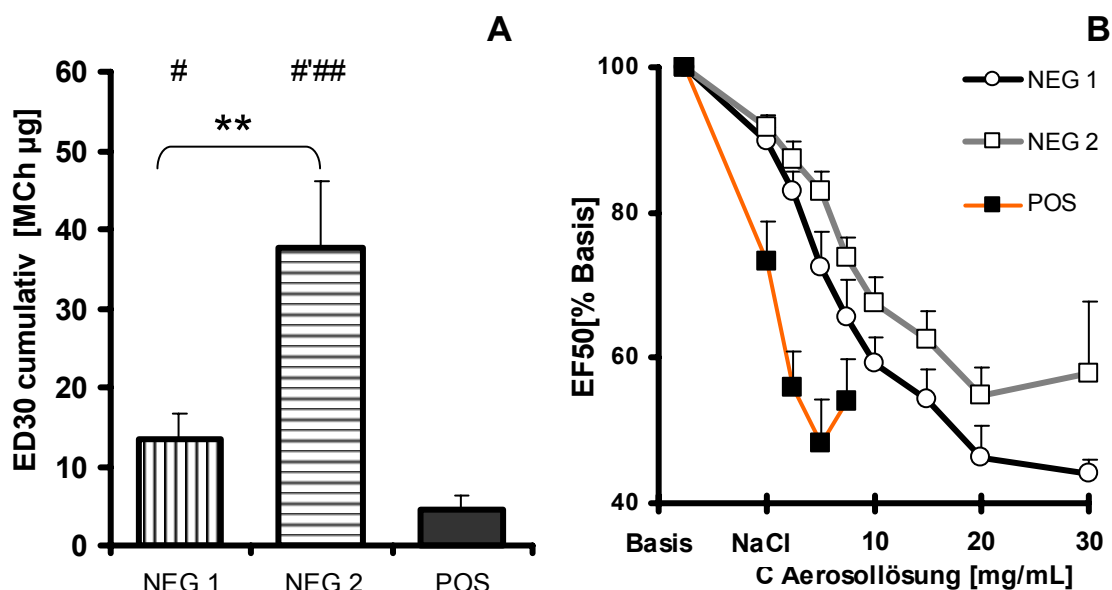 A
ED30 cumulativ [MCh µg]
60
50
40
30
20
10
0
# #'##
**
NEG 1 NEG 2 POS
B
EF50[% Basis]
100
80
60
40
NEG 1
NEG 2
POS
Basis NaCl 10 20 30
C Aerosollösung [mg/mL]